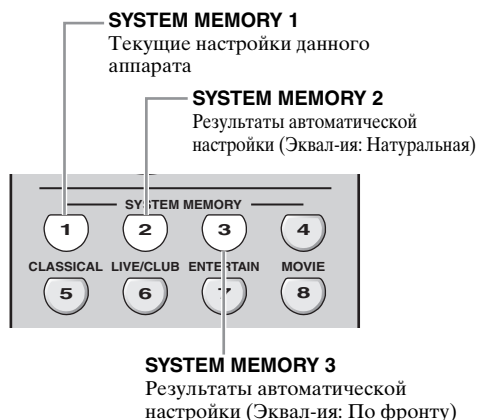 SYSTEM MEMORY 1
Текущие настройки данного
аппарата
SYSTEM MEMORY 2
Результаты автоматической
настройки (Эквал-ия: Натуральная)
SYSTEM MEMORY
1 2 3 4
CLASSICAL LIVE/CLUB ENTERTAIN MOVIE
5 6 7 8
SYSTEM MEMORY 3
Результаты автоматической
настройки (Эквал-ия: По фронту)